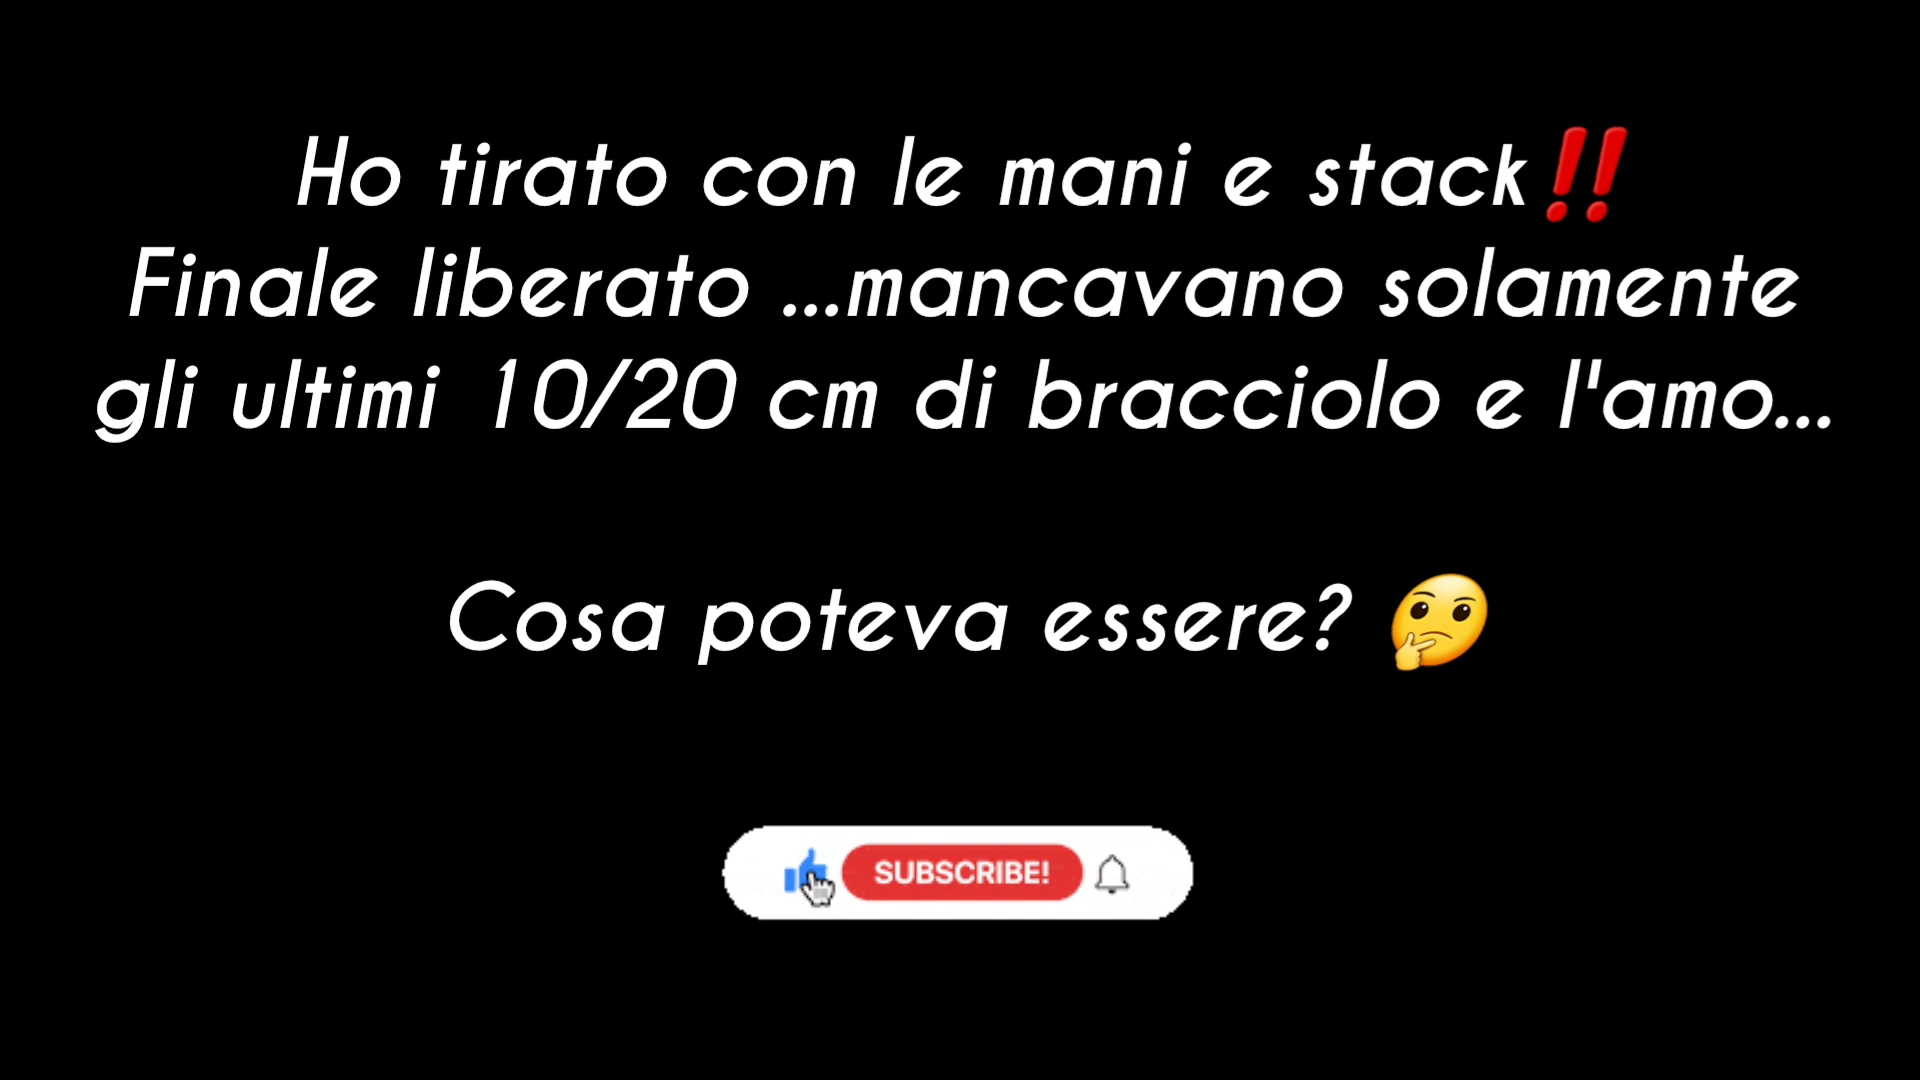 Ho tirato con le mani e stack‼️
Finale liberato ...mancavano solamente
gli ultimi 10/20 cm di bracciolo e l'amo...
Cosa poteva essere? 🤔
SUBSCRIBE!